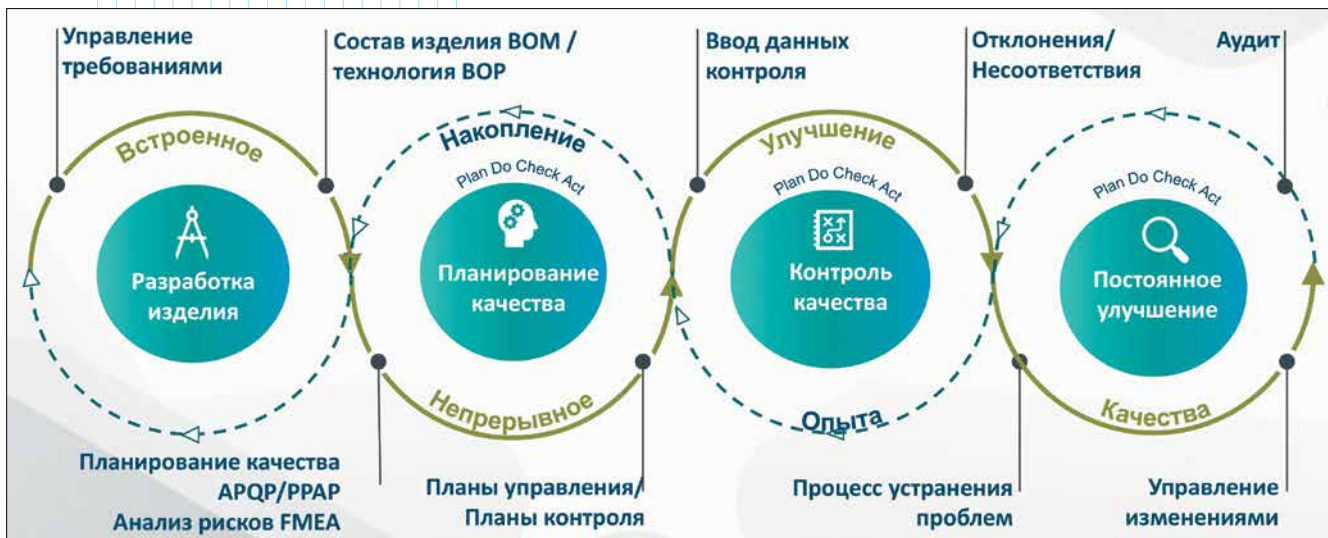 Управление
требованиями
Состав изделия BOM /
технология BOP
Ввод данных
контроля
Отклонения/
Несоответствия
Аудит
Встроенное
Накопление
Улучшение
Plan Do Check Act
Plan Do Check Act
Plan Do Check Act
Разработка
изделия
Планирование
качества
Контроль
качества
Постоянное
улучшение
Непрерывное
Опыта
Качества
Планирование качества
APQP/PPAP
Анализ рисков FMEA
Планы управления/
Планы контроля
Процесс устранения
проблем
Управление
изменениями